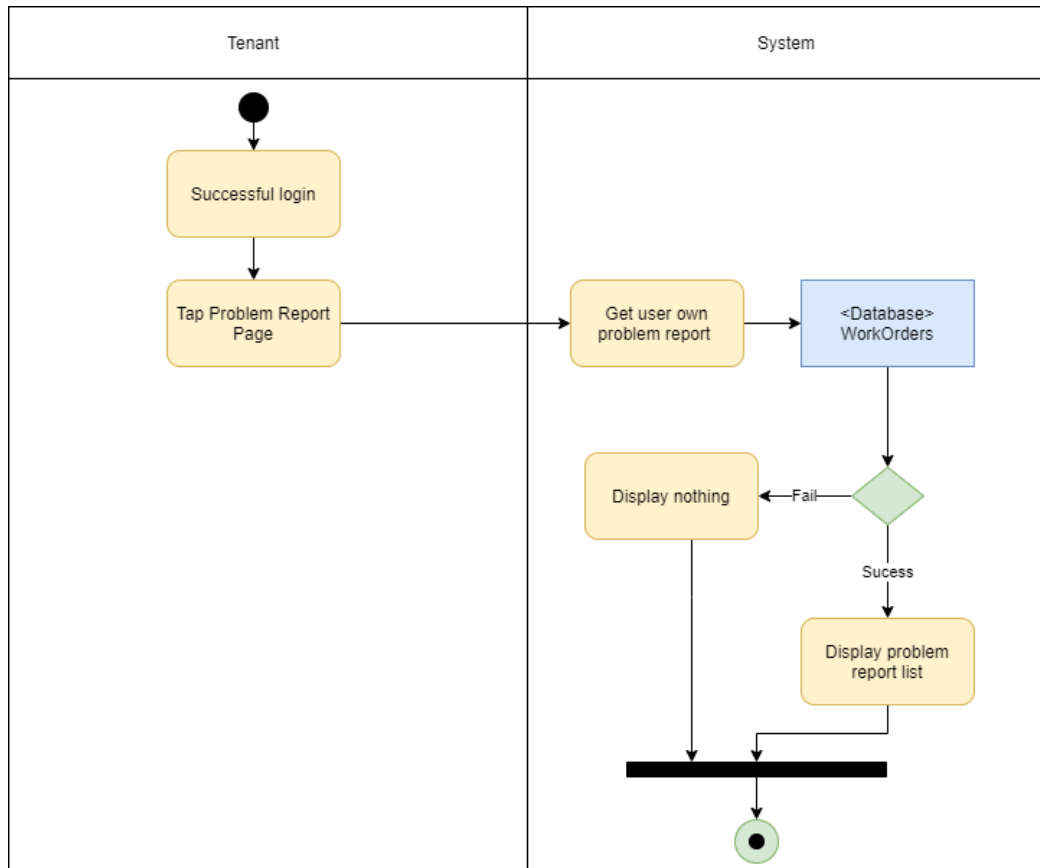 Tenant
System
Successful login
Tap Problem Report
Page
Get user own
problem report
<Database>
WorkOrders
Display nothing
Fail
Sucess
Display problem
report list